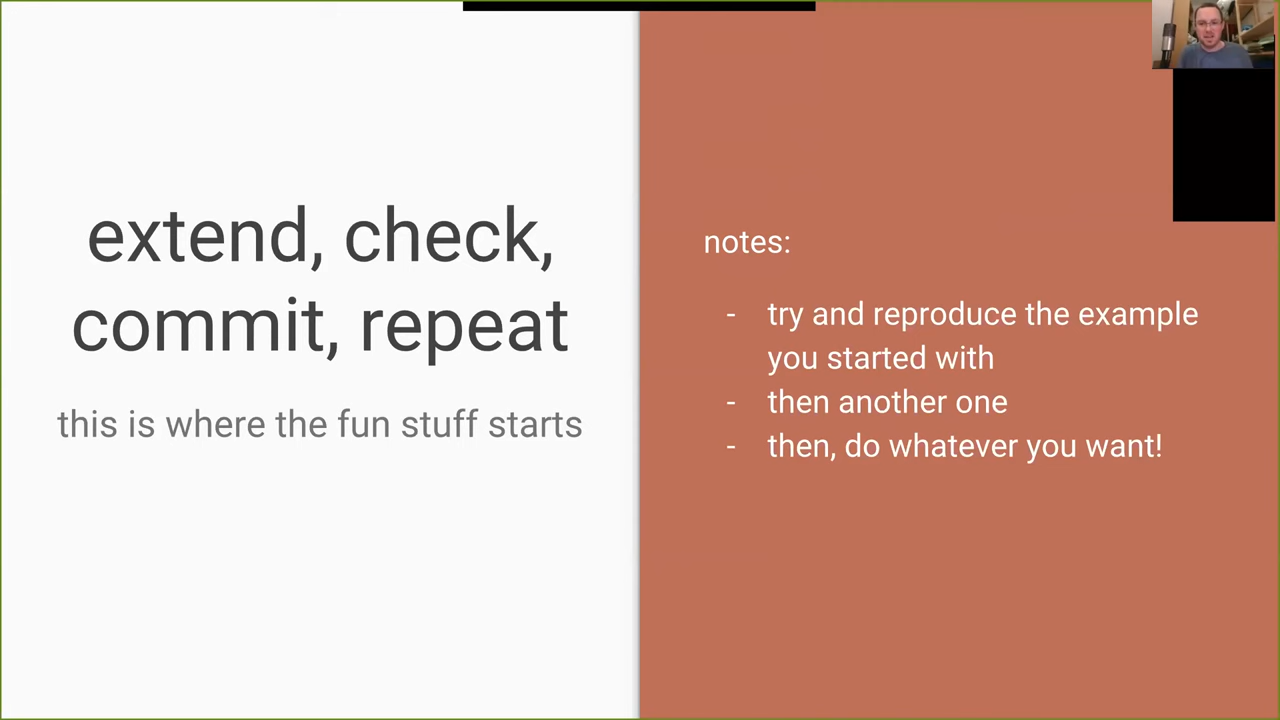 extend, check,
commit, repeat
this is where the fun stuff starts
notes:
- try and reproduce the example
you started with
- then another one
- then, do whatever you want!